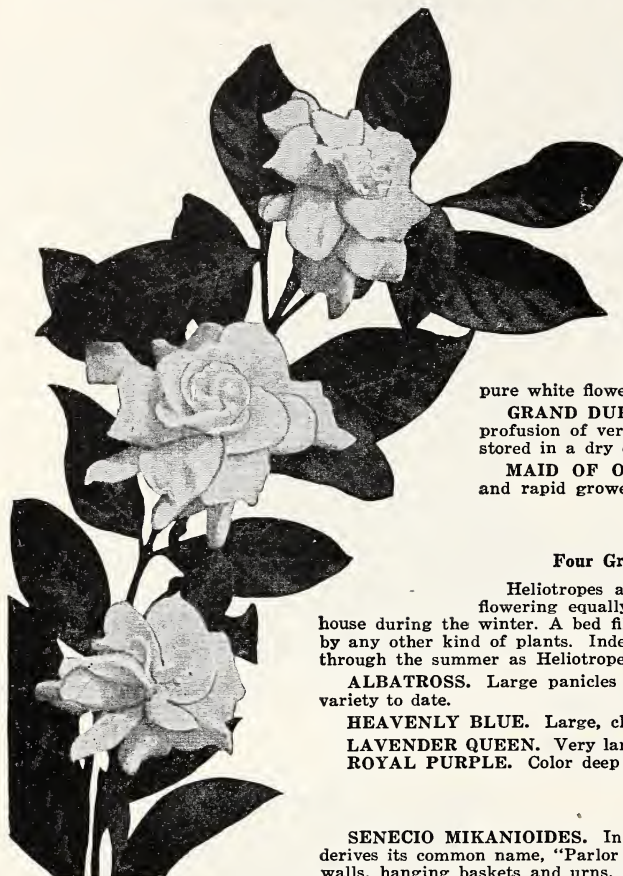 pure white flowe
GRAND DUE
profusion of ver
stored in a dry
MAID OF O
and rapid growe
Four Gr
Heliotropes a
flowering equally
house during the winter. A bed fi
by any other kind of plants. Inde
through the summer as Heliotrope
ALBATROSS. Large panicles
variety to date.
HEAVENLY BLUE. Large, cl
LAVENDER QUEEN. Very lar
ROYAL PURPLE. Color deep
SENECIO MIKANIOIDES. In
derives its common name, "Parlor
walls, hanging baskets and urns.